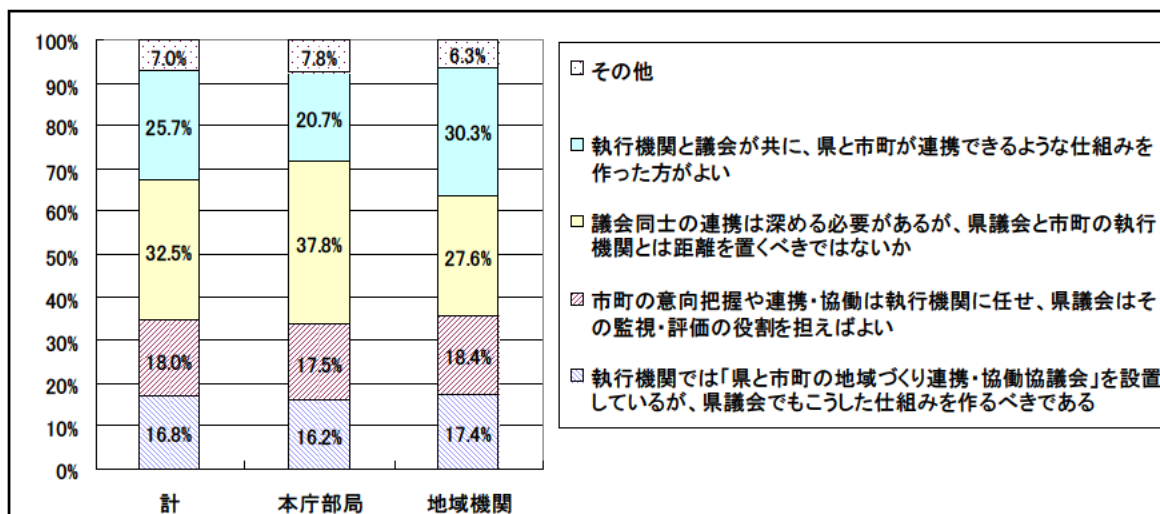 100%
90%
80%
70%
60%
50%
40%
30%
20%
10%
0%
7.0%
25.7%
32.5%
18.0%
16.8%
7.8%
20.7%
37.8%
17.5%
16.2%
6.3%
30.3%
27.6%
18.4%
17.4%
計
本庁部局
地域機関
その他
執行機関と議会が共に、県と市町が連携できるような仕組みを
作った方がよい
議会同士の連携は深める必要があるが、県議会と市町の執行
機関とは距離を置くべきではないか
市町の意向把握や連携・協働は執行機関に任せ、県議会はそ
の監視・評価の役割を担えばよい
執行機関では「県と市町の地域づくり連携・協働協議会」を設置
しているが、県議会でもこうした仕組みを作るべきである